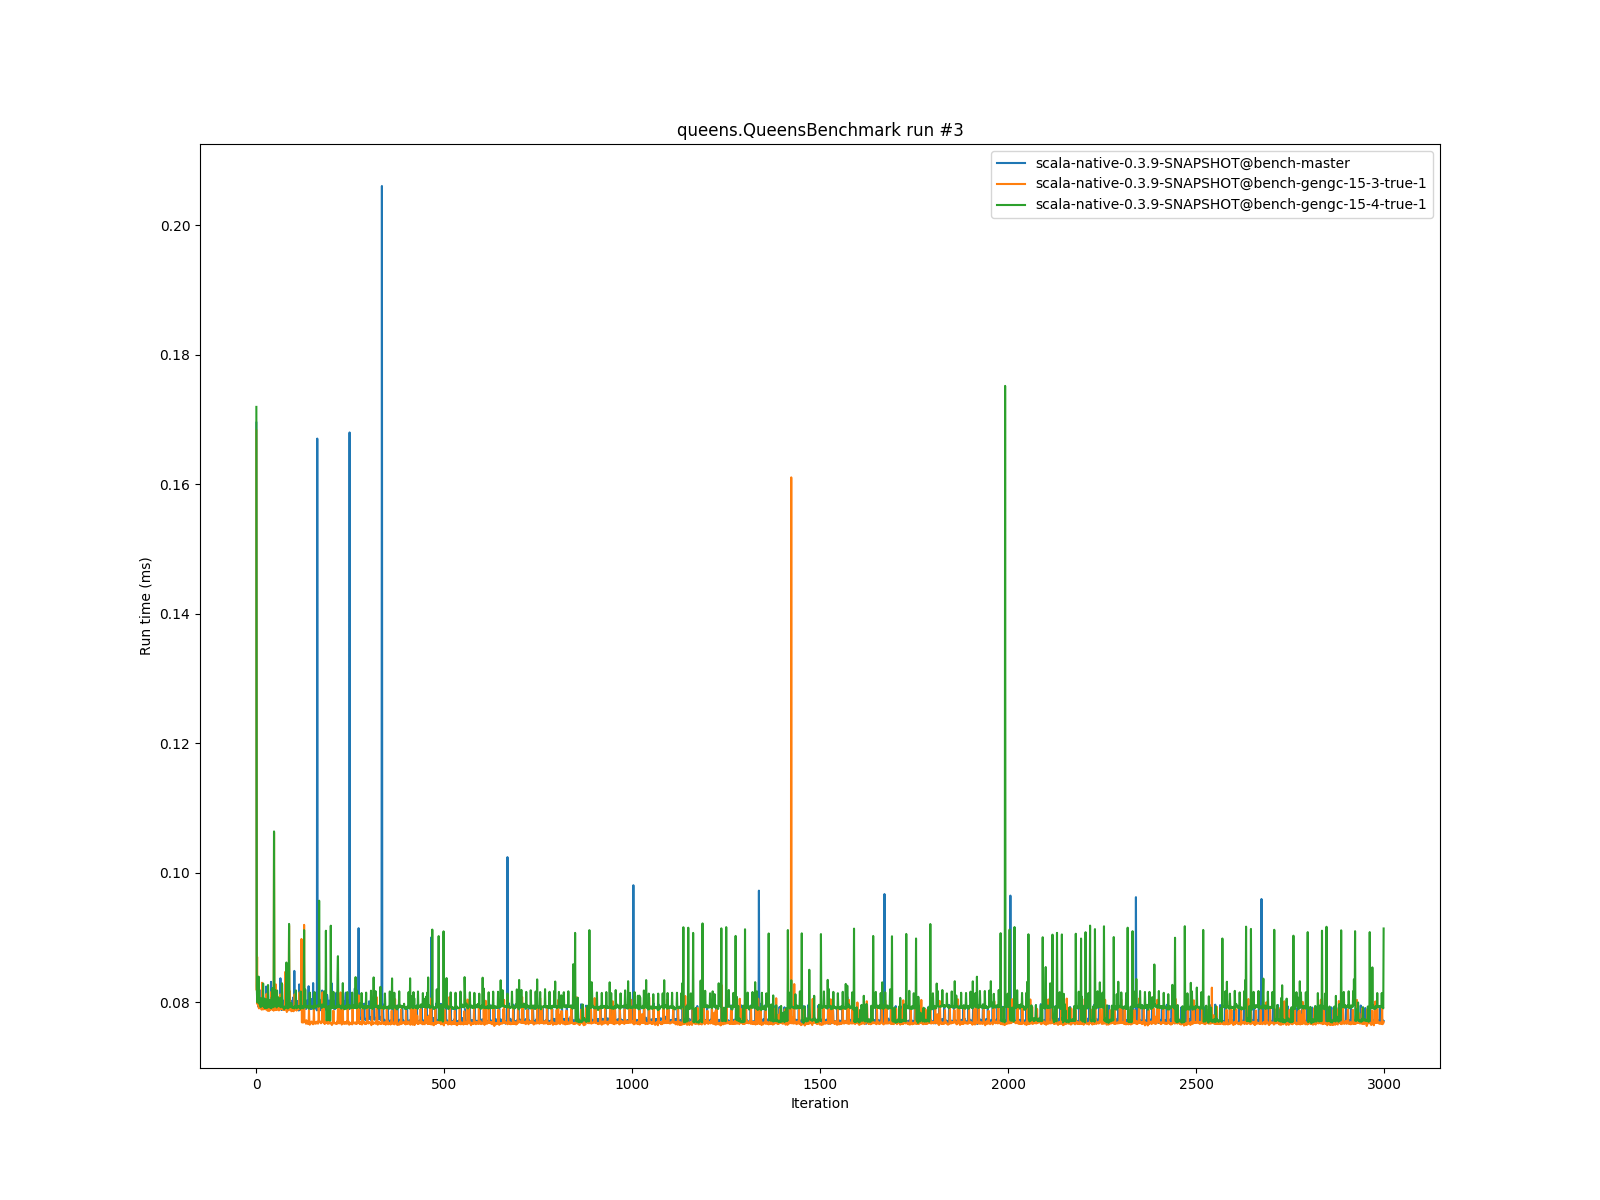 queens.QueensBenchmark run #3
scala-native-0.3.9-SNAPSHOT@bench-master
scala-native-0.3.9-SNAPSHOT@bench-gengc-15-3-true-1
scala-native-0.3.9-SNAPSHOT@bench-gengc-15-4-true-1
0.20
0.18
0.16
0.14
0.12
0.10
0.08
Run time (ms)
0 500 1000 1500 2000 2500 3000
Iteration